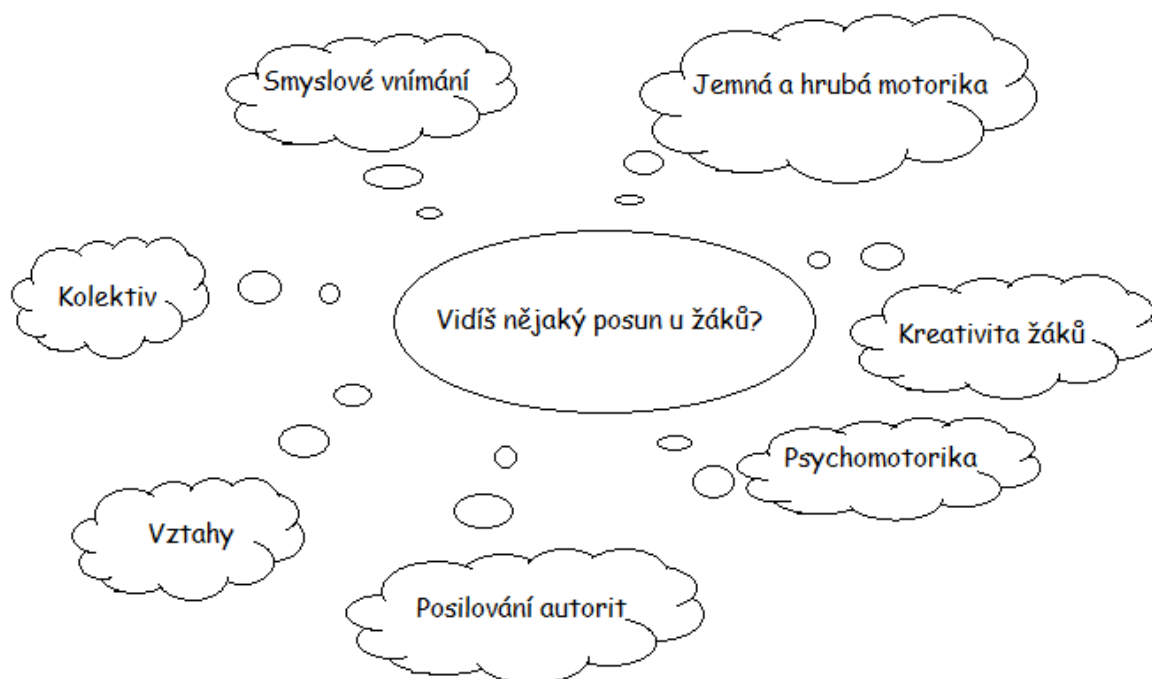 Smyslové vnímání
Jemná a hrubá motorika
Kolektiv
Vidíš nějaký posun u žáků?
Kreativita žáků
Psychomotorika
Vztahy
Posilování autorit